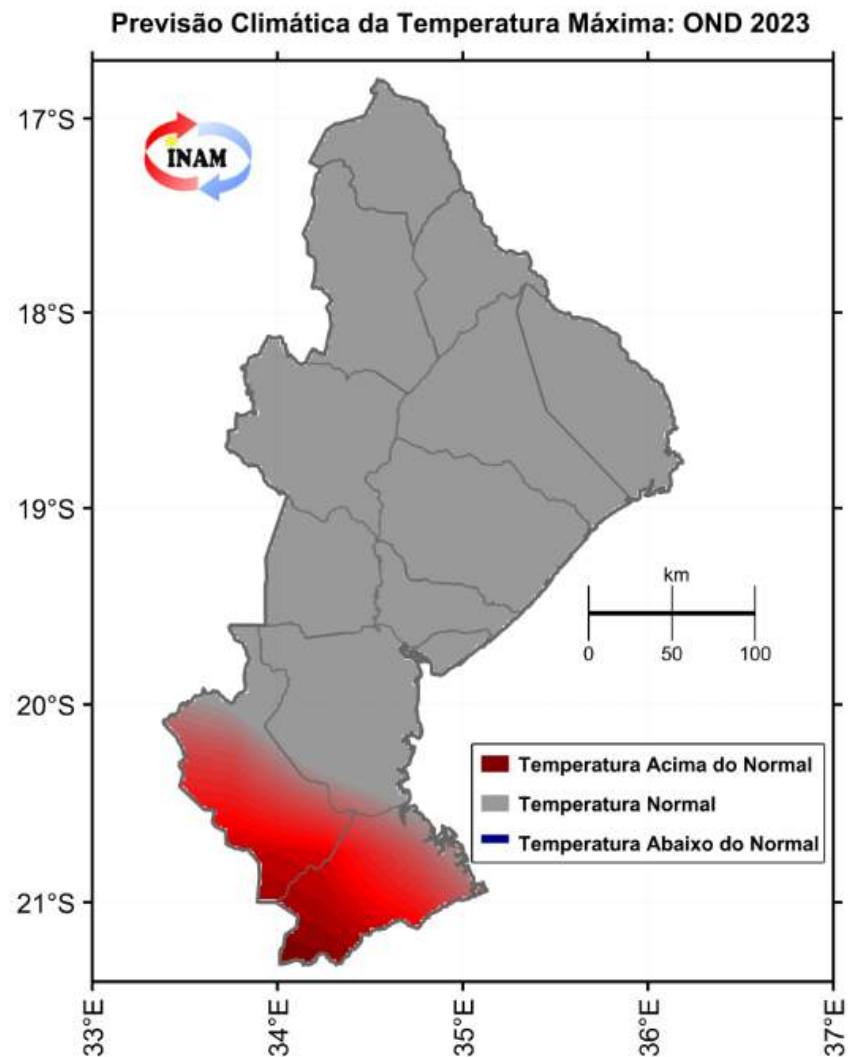 Previsão Climática da Temperatura Máxima: OND 2023
INAM
17°S
18°S
19°S
20°S
21°S
km
0 50 100
Temperatura Acima do Normal
Temperatura Normal
Temperatura Abaixo do Normal
33°E 34°E 35°E 36°E 37°E